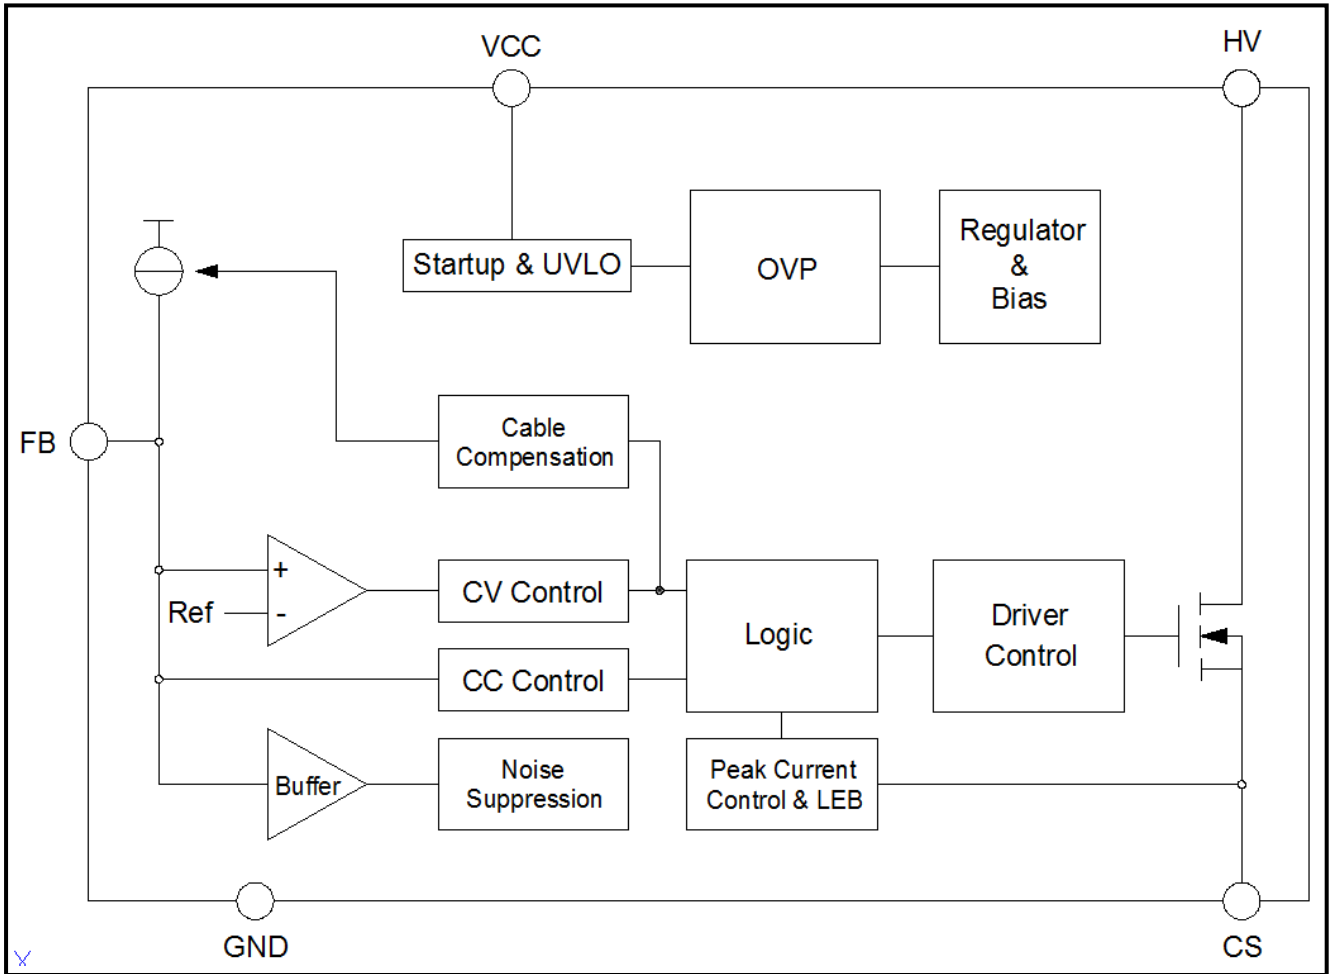 VCC
HV
Startup & UVLO
OVP
Regulator
&
Bias
FB
Cable
Compensation
+
Ref
-
CV Control
CC Control
Logic
Driver
Control
Buffer
Noise
Suppression
Peak Current
Control & LEB
GND
CS